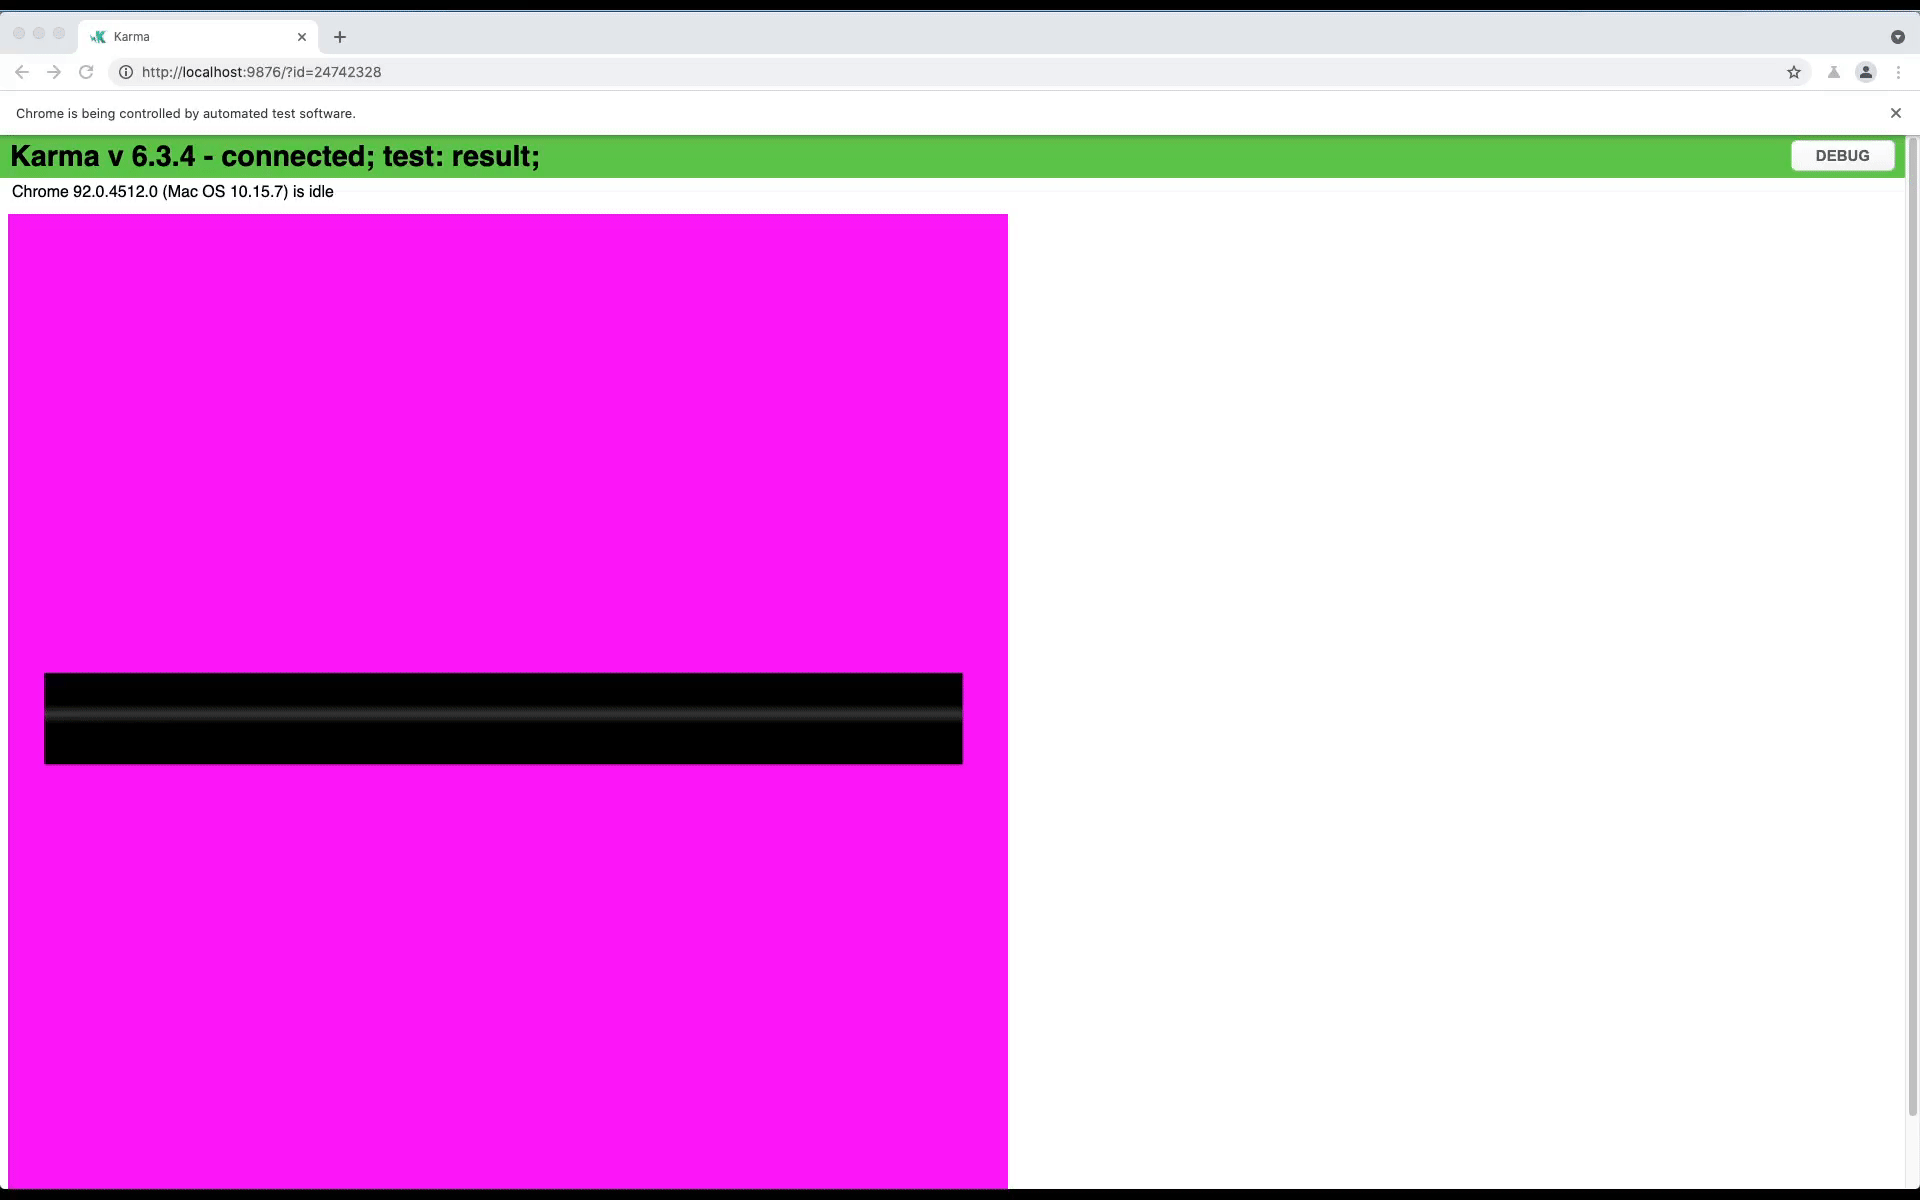 Karma
http://localhost:9876/?id=24742328
Chrome is being controlled by automated test software.
Karma v 6.3.4 - connected; test: result;
DEBUG
Chrome 92.0.4512.0 (Mac OS 10.15.7) is idle